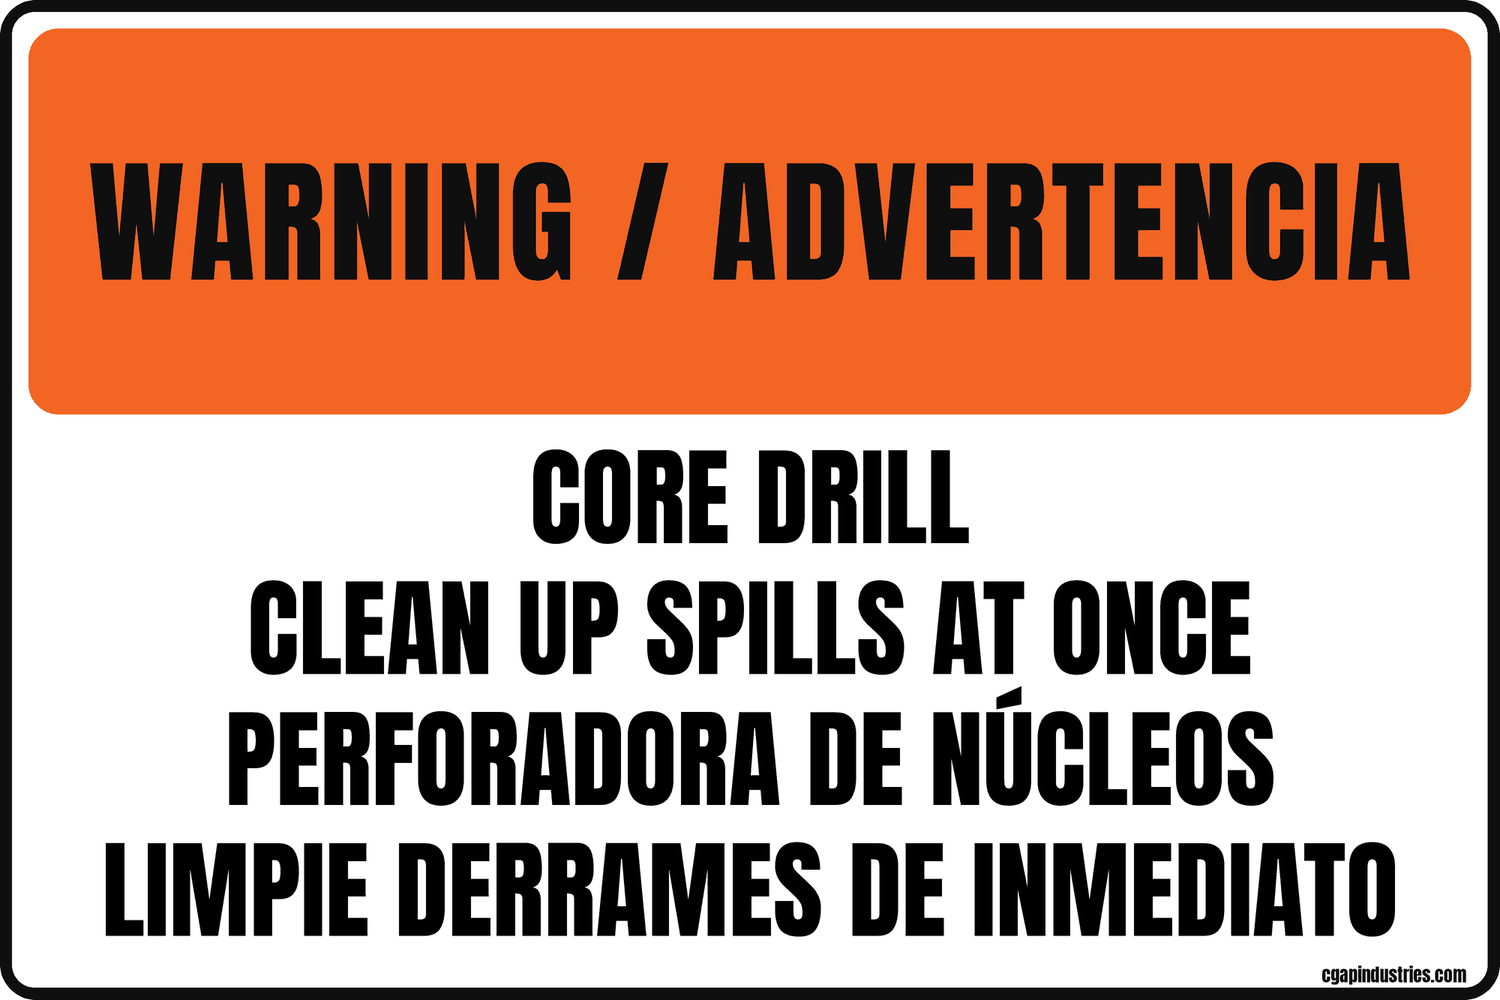 WARNING / ADVERTENCIA
CORE DRILL
CLEAN UP SPILLS AT ONCE
PERFORADORA DE NÚCLEOS
LIMPIE DERRAMES DE INMEDIATO
cgapindustries.com